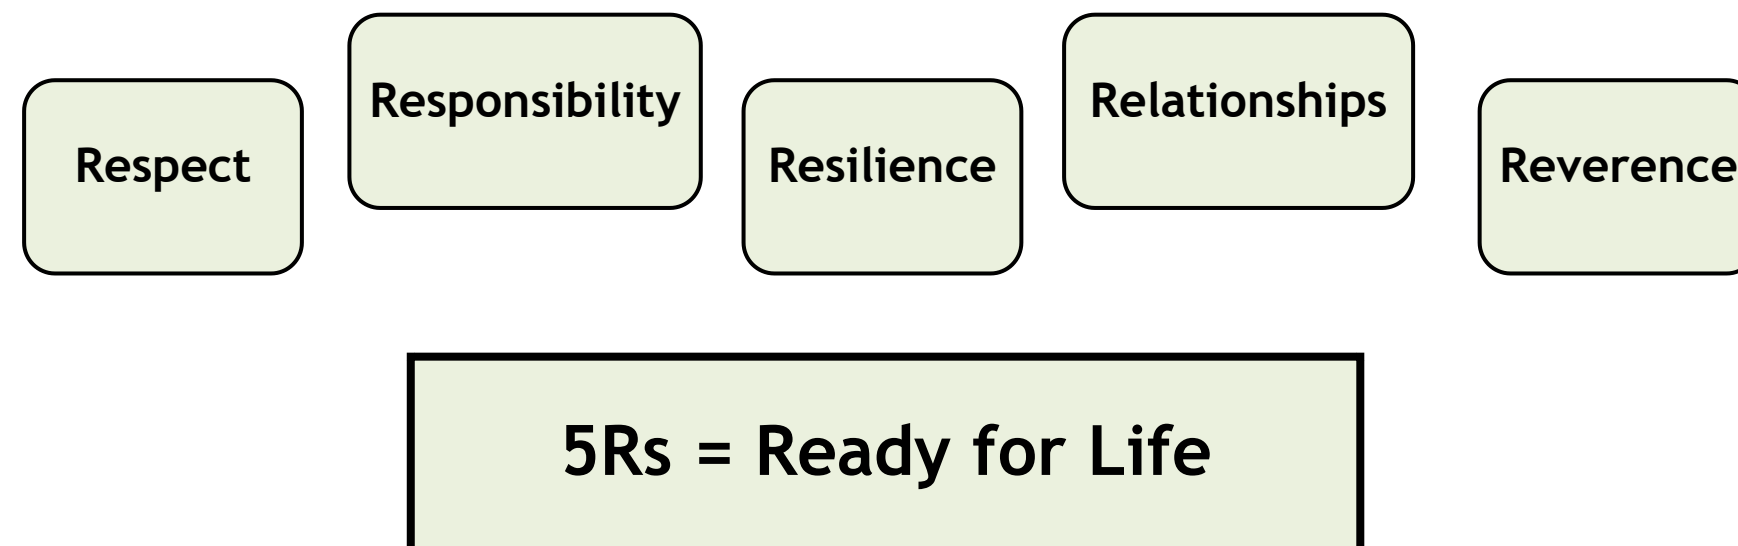 Respect
Responsibility
Resilience
Relationships
Reverence
5Rs = Ready for Life